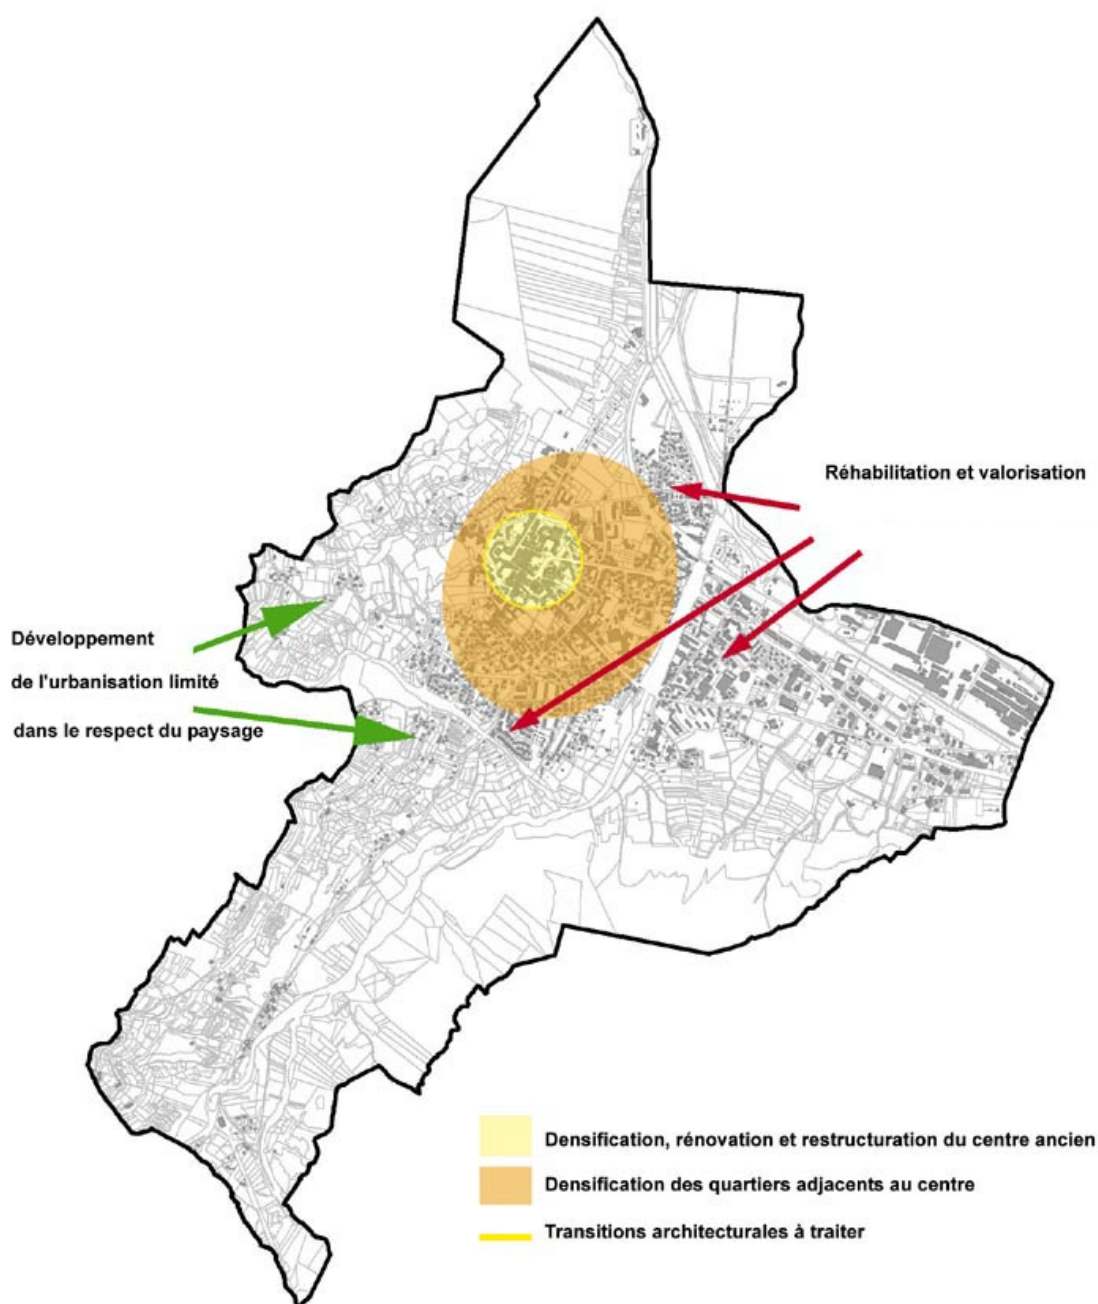 Réhabilitation et valorisation
Développement
de l'urbanisation limité
dans le respect du paysage
Densification, rénovation et restructuration du centre ancien
Densification des quartiers adjacents au centre
Transitions architecturales à traiter